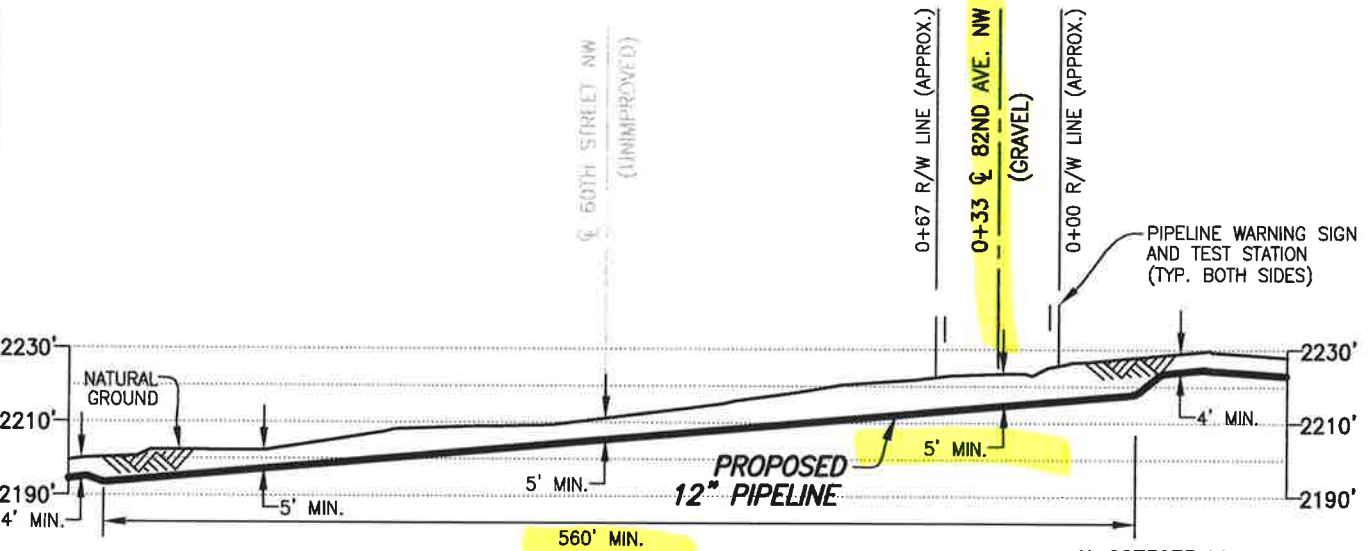 ℄ 60TH STREET NW
(UNIMPROVED)
0+67 R/W LINE (APPROX.)
0+33 ℄ 82ND AVE. NW
(GRAVEL)
0+00 R/W LINE (APPROX.)
PIPELINE WARNING SIGN
AND TEST STATION
(TYP. BOTH SIDES)
2230'
2230'
NATURAL
GROUND
2210'
2210'
4' MIN.
5' MIN.
PROPOSED
12" PIPELINE
5' MIN.
2190'
2190'
4' MIN.
5' MIN.
560' MIN.